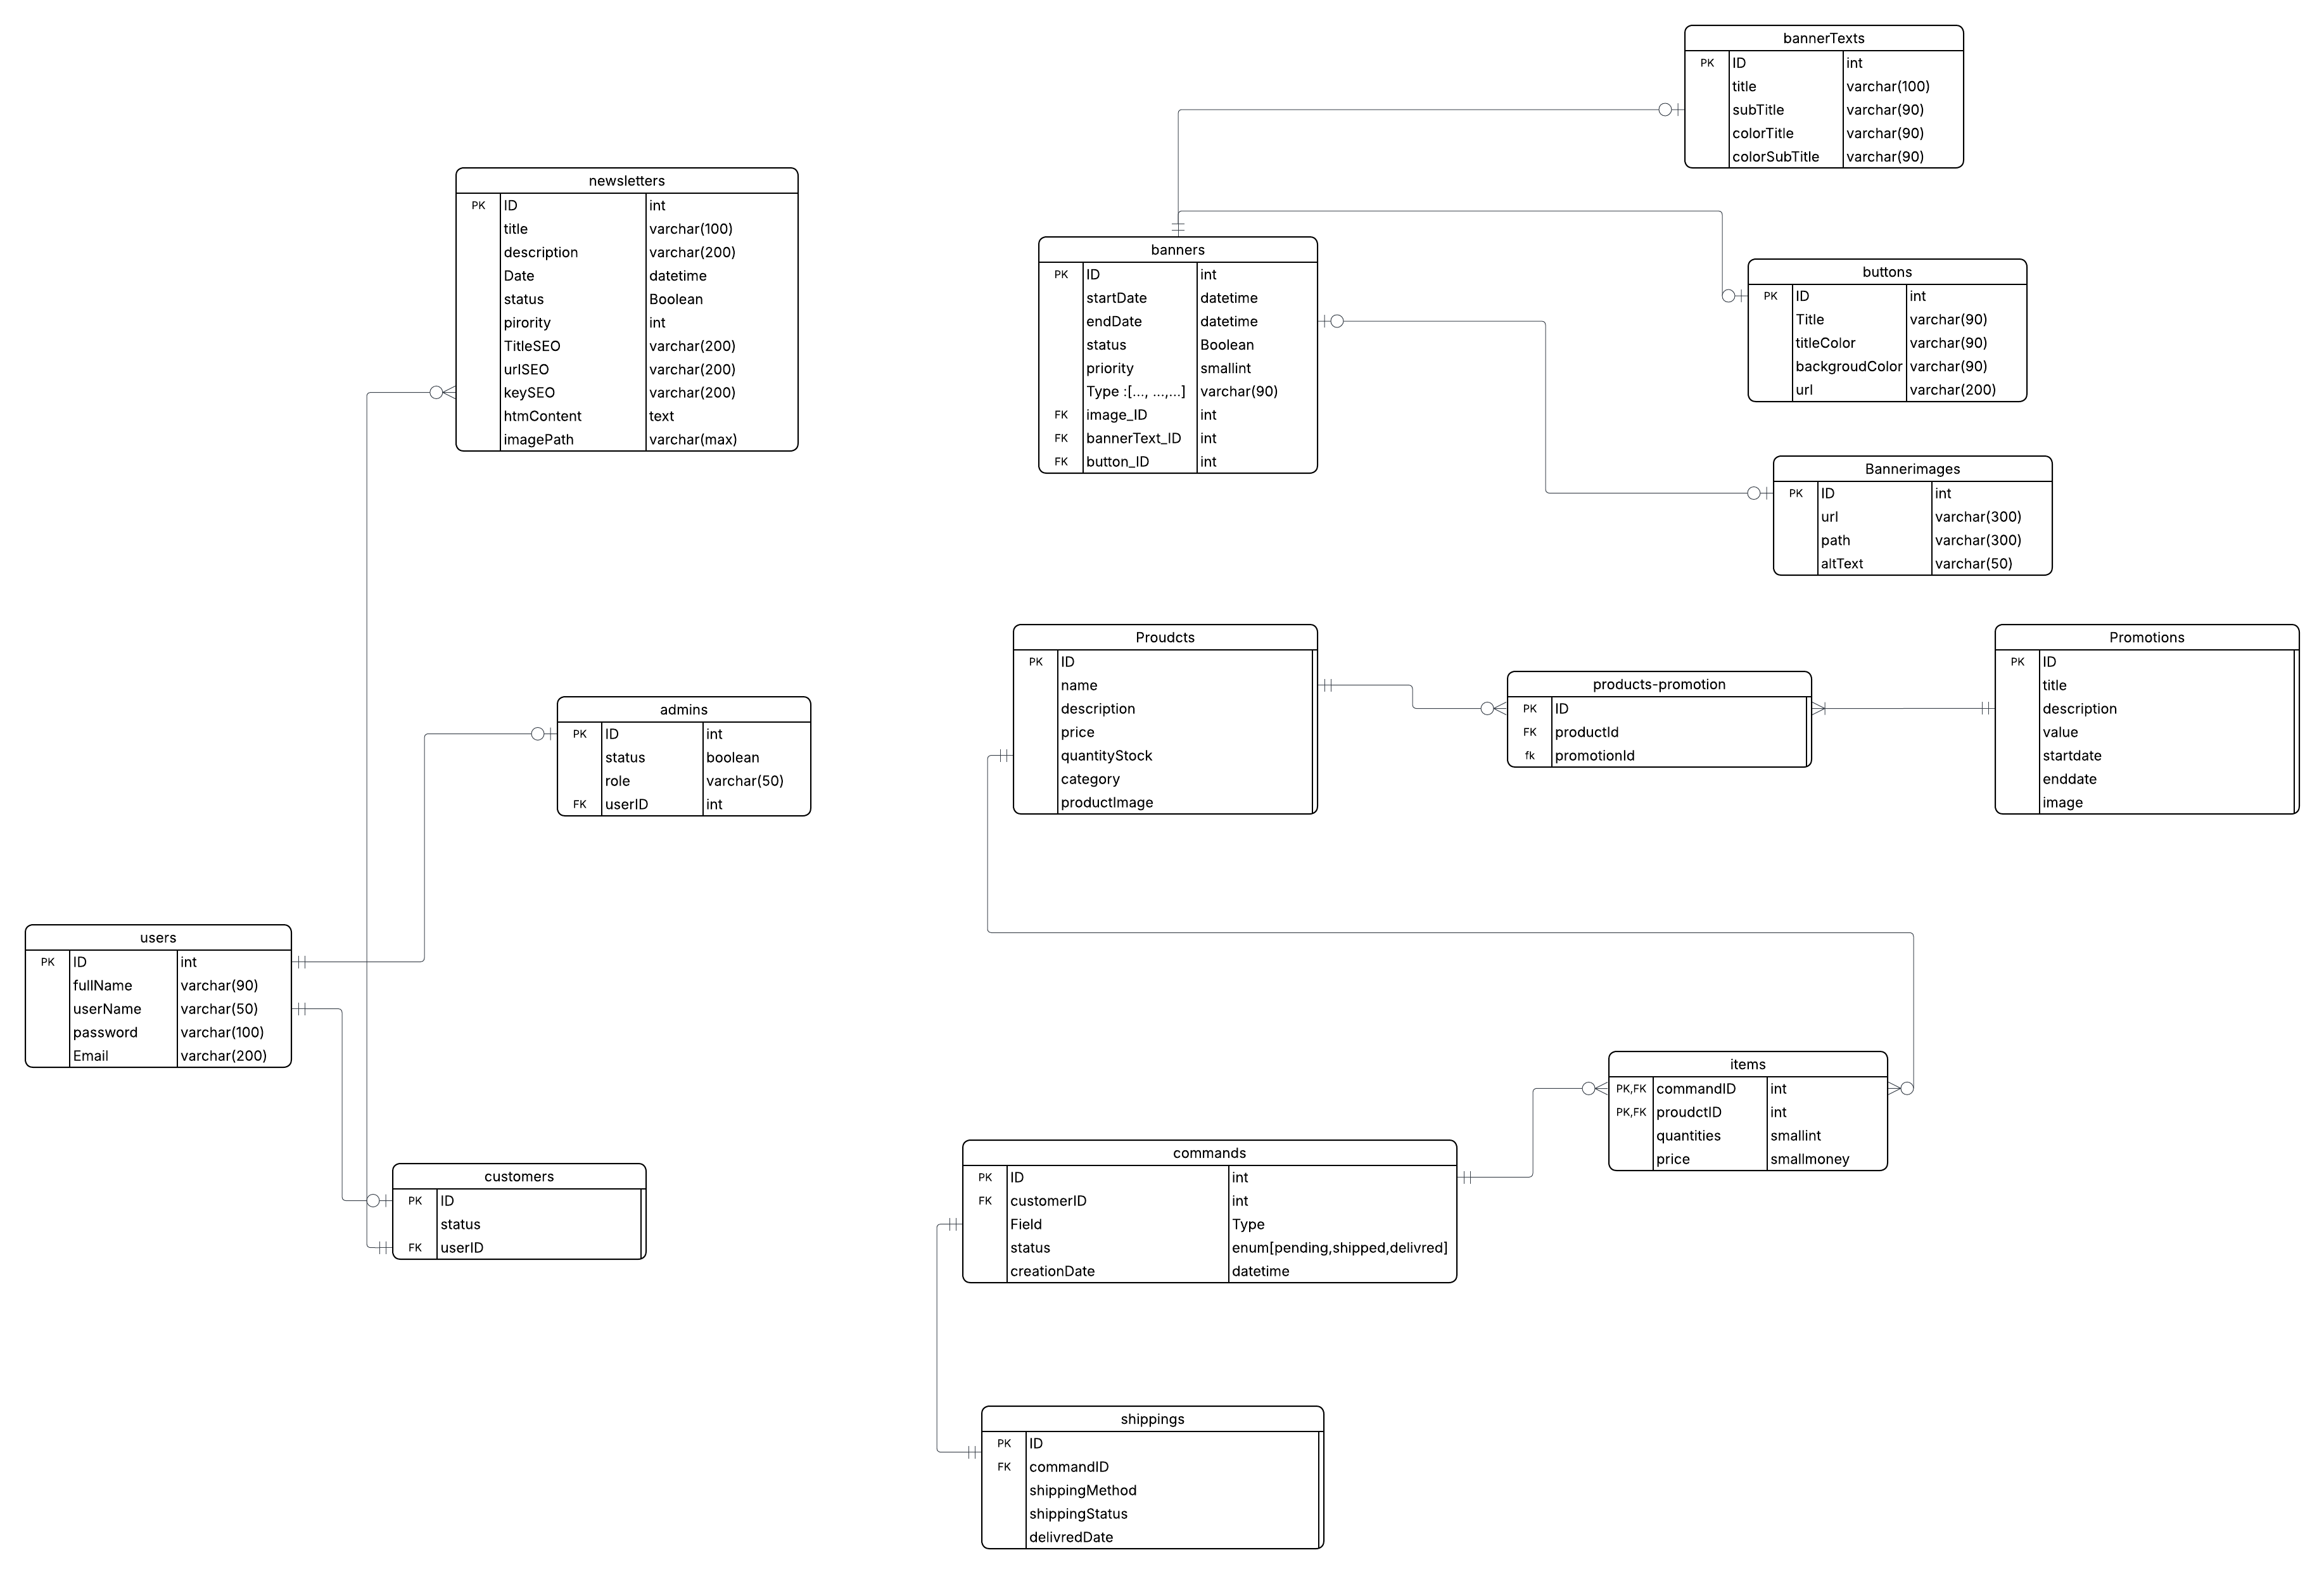 bannerTexts
PK ID int
title varchar(100)
subTitle varchar(90)
colorTitle varchar(90)
colorSubTitle varchar(90)
newsletters
PK ID int
title varchar(100)
description varchar(200)
Date datetime
status Boolean
pirority int
TitleSEO varchar(200)
urlSEO varchar(200)
keySEO varchar(200)
htmContent text
imagePath varchar(max)
banners
PK ID int
startDate datetime
endDate datetime
status Boolean
priority smallint
Type :[..., ...,...] varchar(90)
FK image_ID int
FK bannerText_ID int
FK button_ID int
buttons
PK ID int
Title varchar(90)
titleColor varchar(90)
backgroudColor varchar(90)
url varchar(200)
Bannerimages
PK ID int
url varchar(300)
path varchar(300)
altText varchar(50)
Proudcts
PK ID
name
description
price
quantityStock
category
productImage
products-promotion
PK ID
FK productId
fk promotionId
Promotions
PK ID
title
description
value
startdate
enddate
image
admins
PK ID int
status boolean
role varchar(50)
FK userID int
users
PK ID int
fullName varchar(90)
userName varchar(50)
password varchar(100)
Email varchar(200)
items
PK,FK commandID int
PK,FK proudctID int
quantities smallint
price smallmoney
commands
PK ID int
FK customerID int
Field Type
status enum[pending,shipped,delivred]
creationDate datetime
customers
PK ID
status
FK userID
shippings
PK ID
FK commandID
shippingMethod
shippingStatus
delivredDate